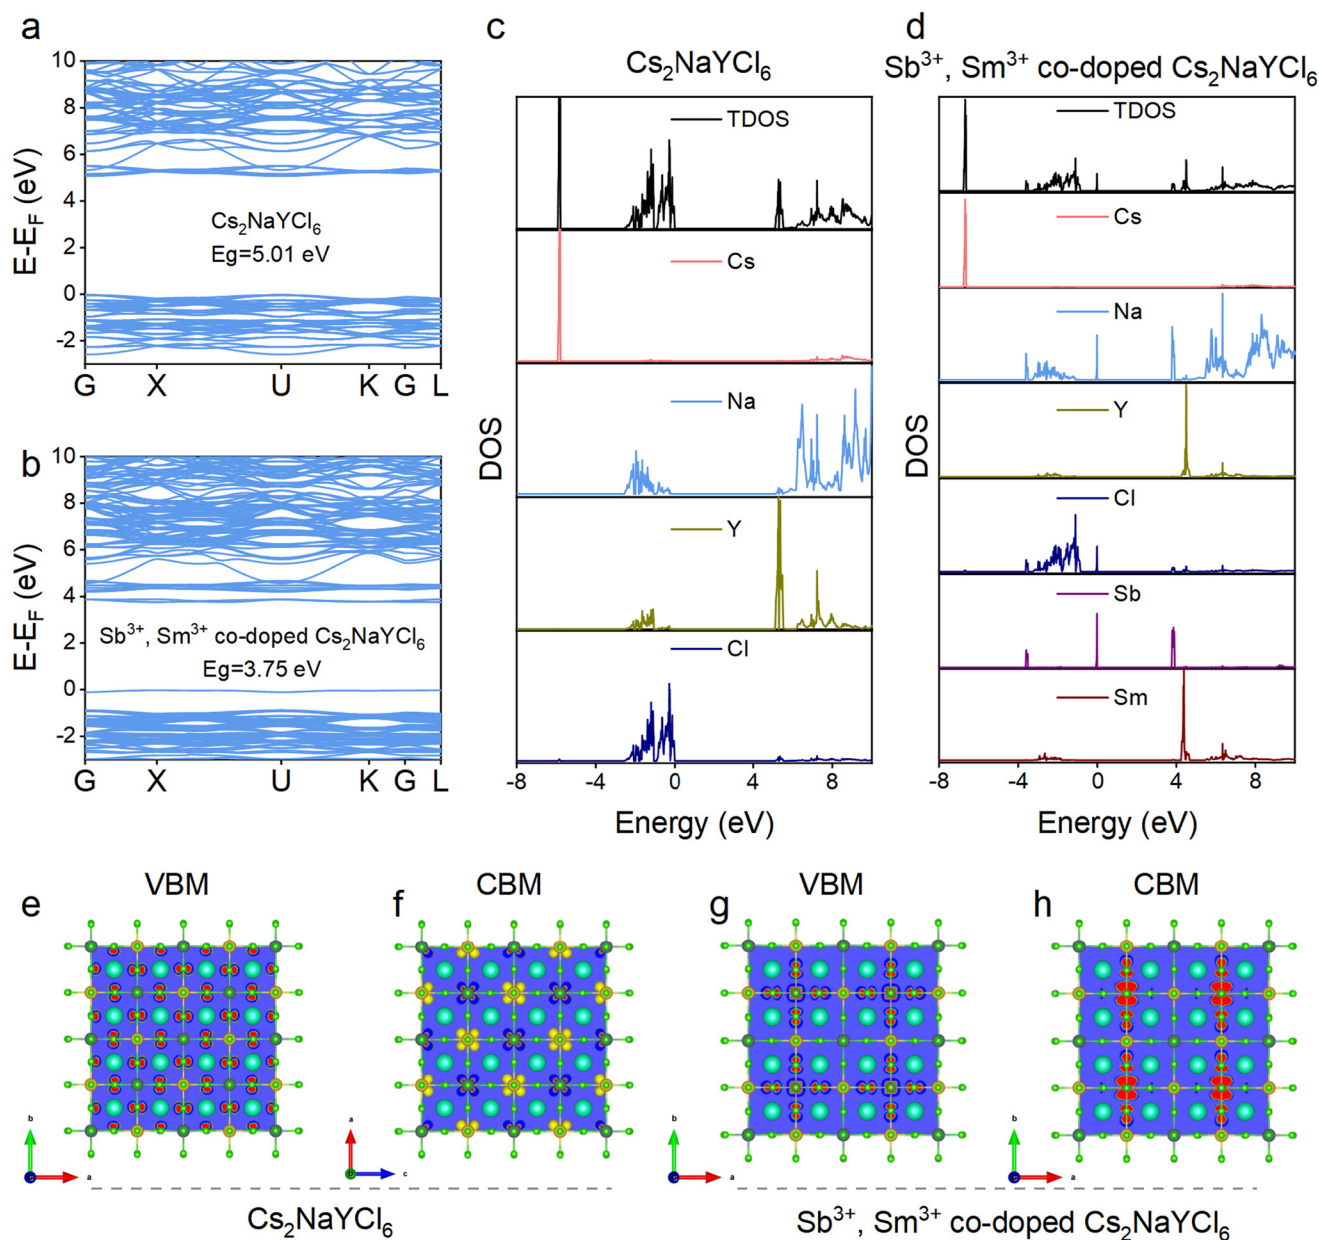 a
10
8
6
4
2
0
-2
E-E_F (eV)
Cs₂NaYCl₆
Eg=5.01 eV
G X U K G L
b
10
8
6
4
2
0
-2
E-E_F (eV)
Sb³⁺, Sm³⁺ co-doped Cs₂NaYCl₆
Eg=3.75 eV
G X U K G L
c
Cs₂NaYCl₆
TDOS
Cs
Na
Y
Cl
DOS
-8 -4 0 4 8
Energy (eV)
d
Sb³⁺, Sm³⁺ co-doped Cs₂NaYCl₆
TDOS
Cs
Na
Y
Cl
Sb
Sm
DOS
-8 -4 0 4 8
Energy (eV)
e
VBM
b
a
f
CBM
a
b
c
Cs₂NaYCl₆
g
VBM
b
a
h
CBM
b
a
Sb³⁺, Sm³⁺ co-doped Cs₂NaYCl₆